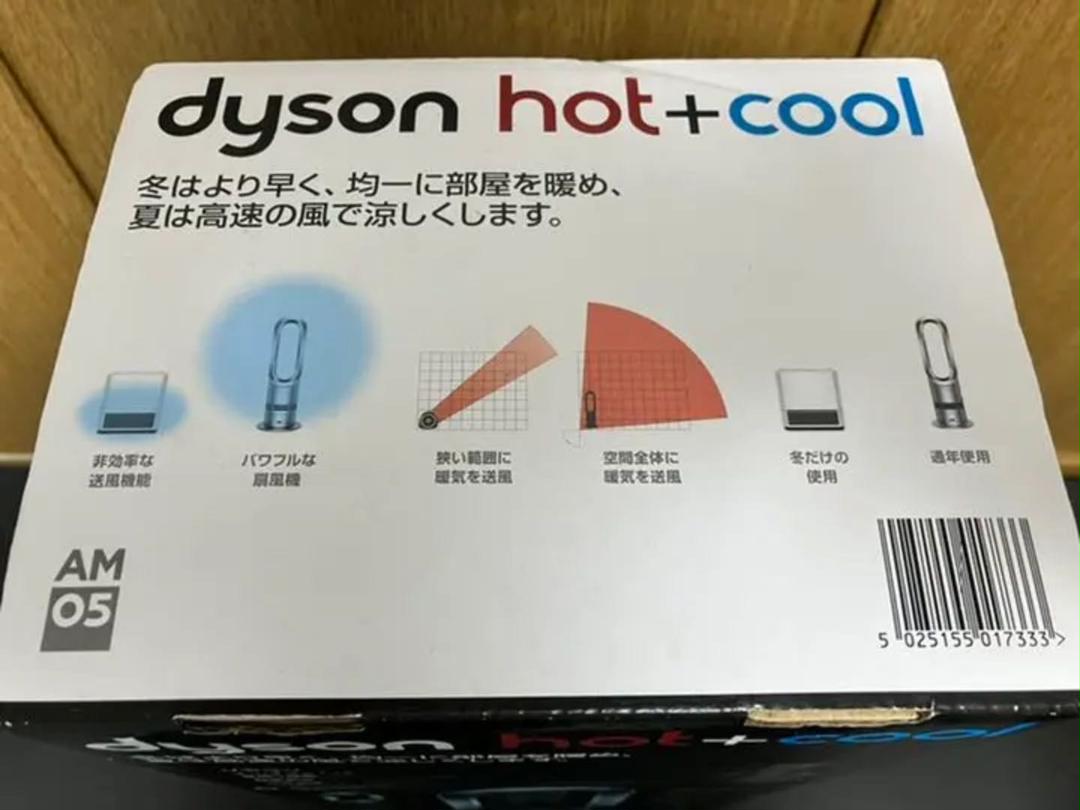 dyson hot+cool
冬はより早く、均一に部屋を暖め、
夏は高速の風で涼しくします。
非効率な
送風機能
パワフルな
扇風機
狭い範囲に
暖気を送風
空間全体に
暖気を送風
冬だけの
使用
通年使用
AM
05
5 025155 017333 >
dyson hot+cool